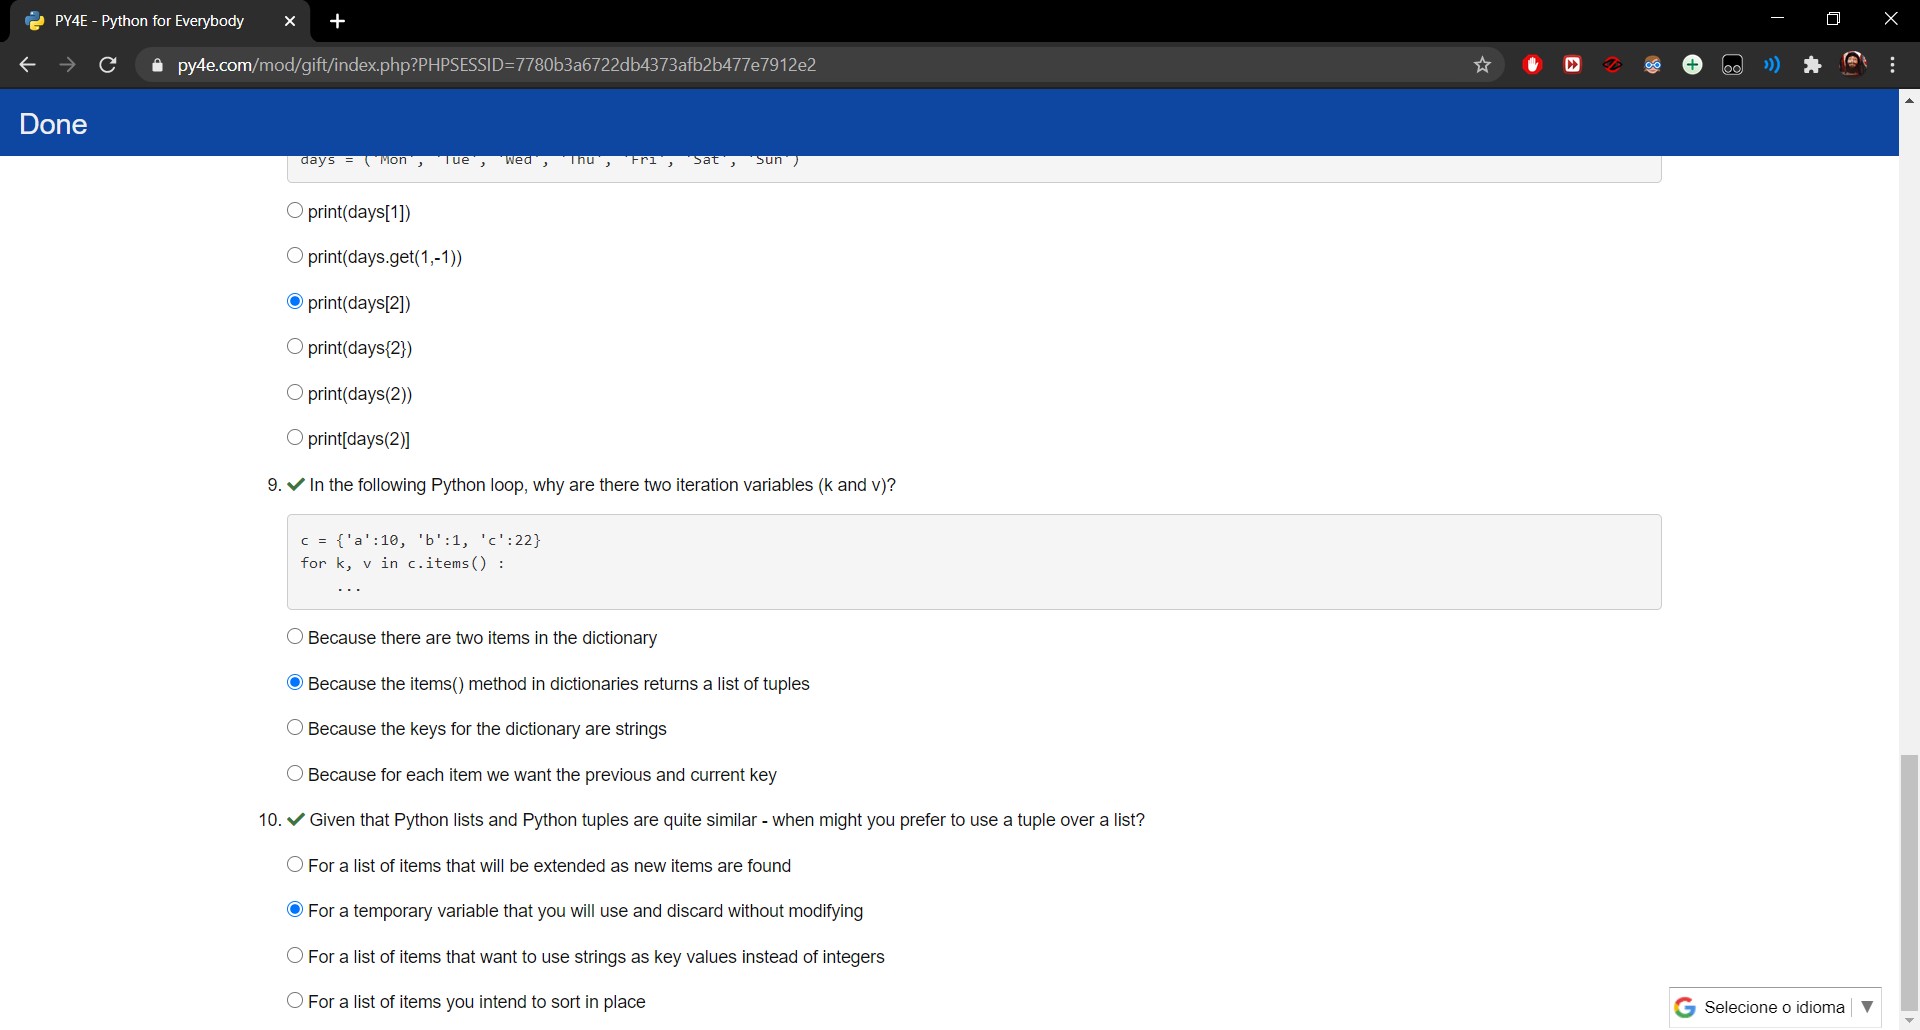 PY4E - Python for Everybody
py4e.com/mod/gift/index.php?PHPSESSID=7780b3a6722db4373afb2b477e7912e2
Done
days = ('Mon', 'Tue', 'Wed', 'Thu', 'Fri', 'Sat', 'Sun')
print(days[1])
print(days.get(1,-1))
print(days[2])
print(days{2})
print(days(2))
print[days(2)]
9. In the following Python loop, why are there two iteration variables (k and v)?
c = {'a':10, 'b':1, 'c':22}
for k, v in c.items() :
...
Because there are two items in the dictionary
Because the items() method in dictionaries returns a list of tuples
Because the keys for the dictionary are strings
Because for each item we want the previous and current key
10. Given that Python lists and Python tuples are quite similar - when might you prefer to use a tuple over a list?
For a list of items that will be extended as new items are found
For a temporary variable that you will use and discard without modifying
For a list of items that want to use strings as key values instead of integers
For a list of items you intend to sort in place
Selecione o idioma